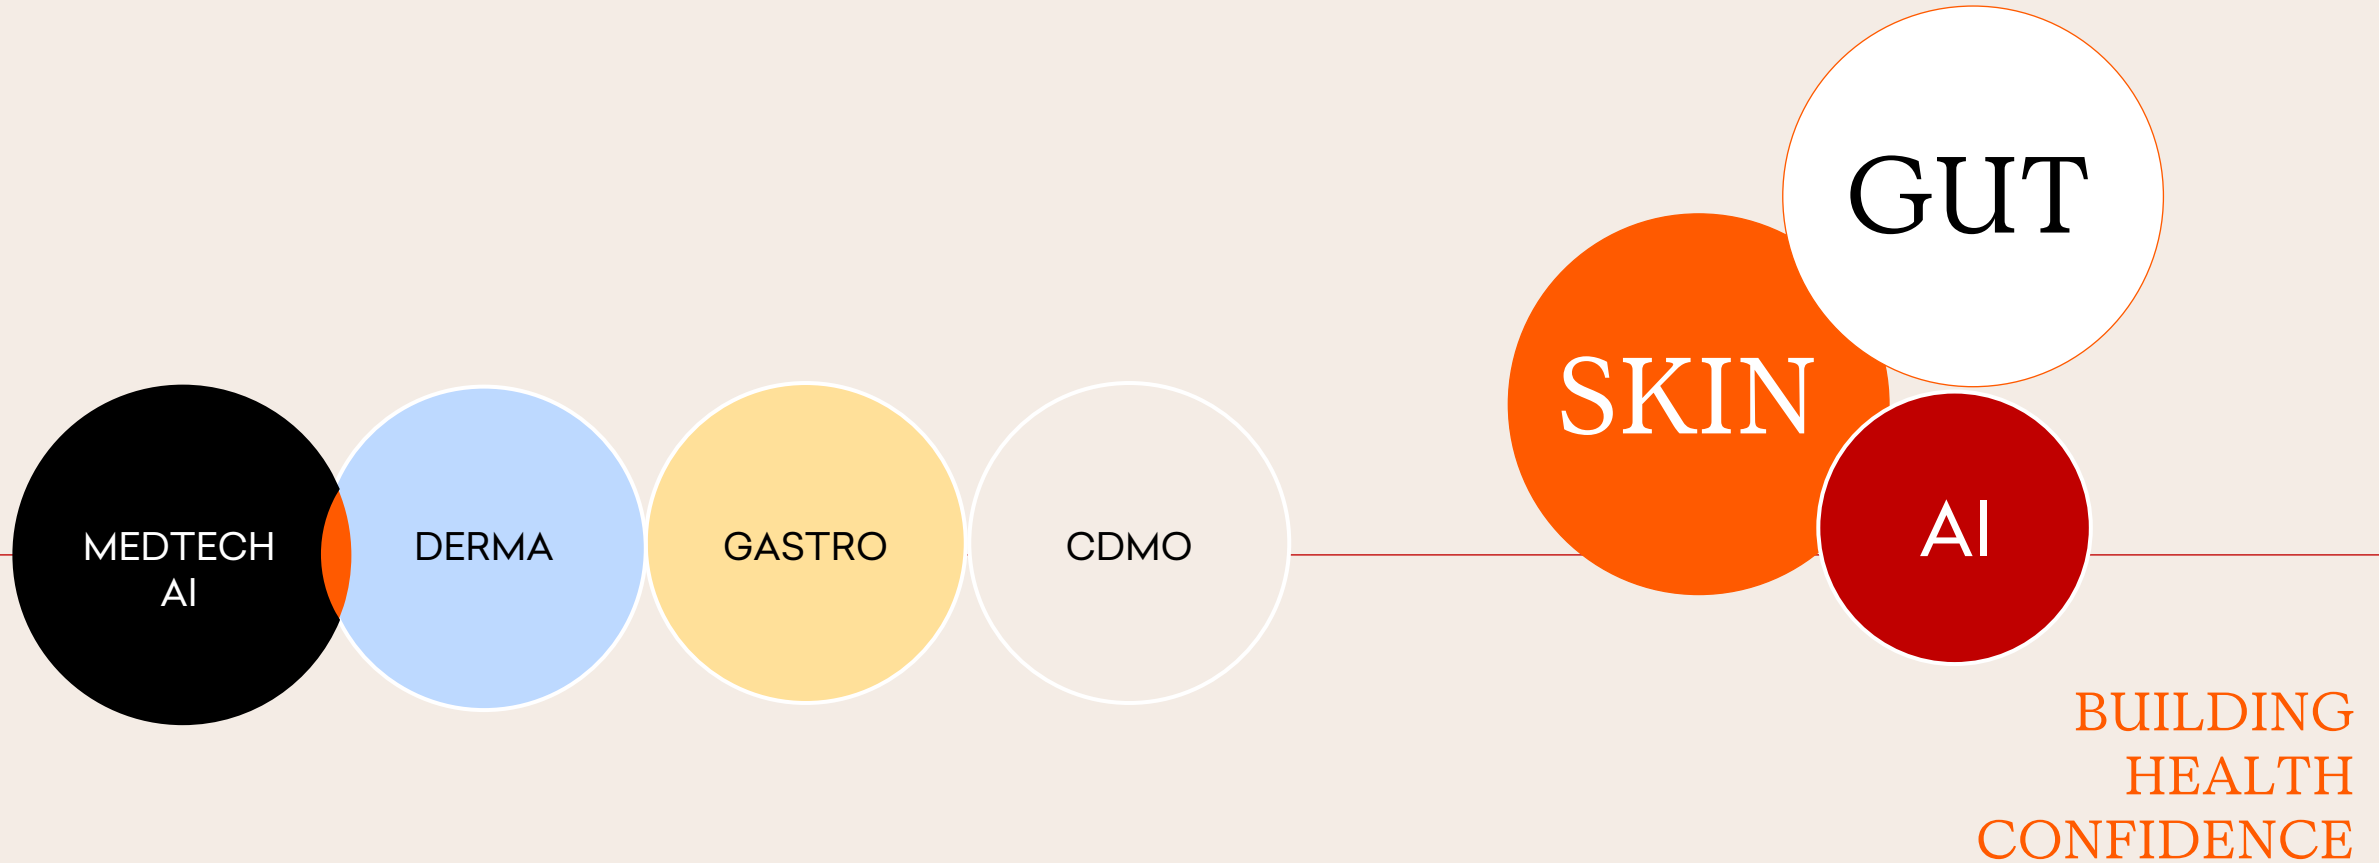 MEDTECH
AI
DERMA
GASTRO
CDMO
GUT
SKIN
AI
BUILDING
HEALTH
CONFIDENCE